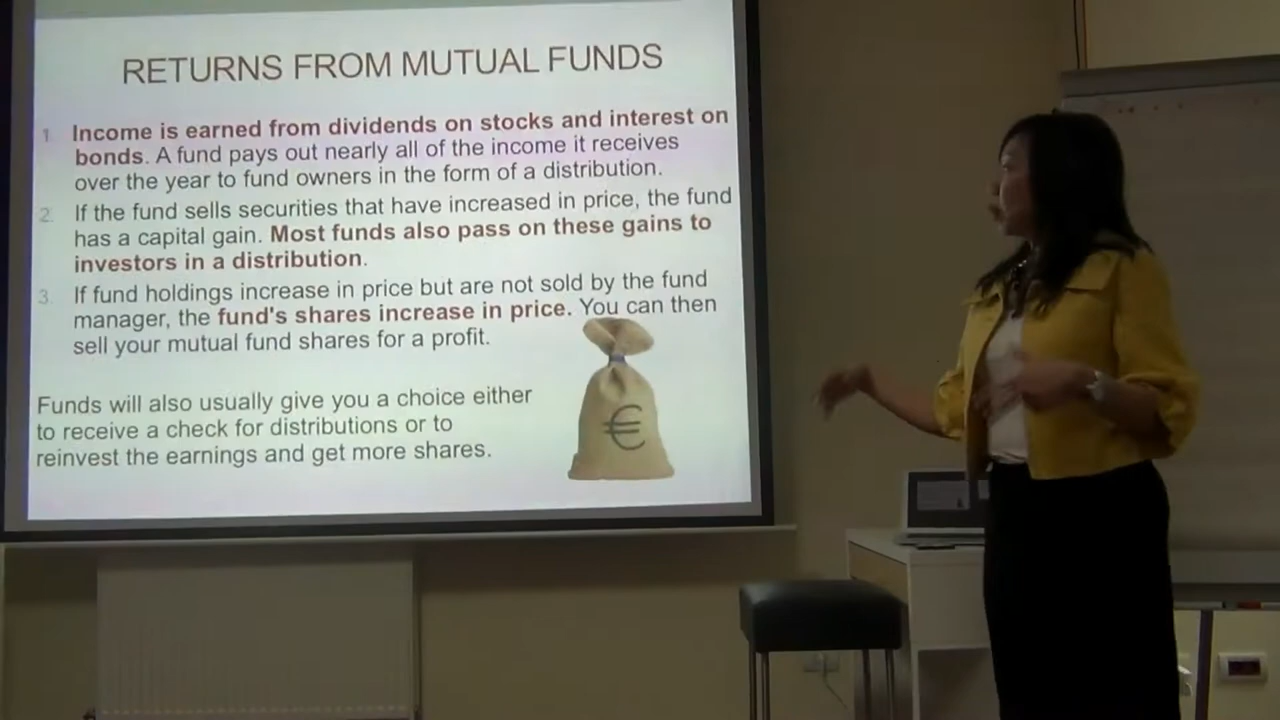 RETURNS FROM MUTUAL FUNDS
1. Income is earned from dividends on stocks and interest on
bonds. A fund pays out nearly all of the income it receives
over the year to fund owners in the form of a distribution.
2. If the fund sells securities that have increased in price, the fund
has a capital gain. Most funds also pass on these gains to
investors in a distribution.
3. If fund holdings increase in price but are not sold by the fund
manager, the fund's shares increase in price. You can then
sell your mutual fund shares for a profit.
Funds will also usually give you a choice either
to receive a check for distributions or to
reinvest the earnings and get more shares.
€